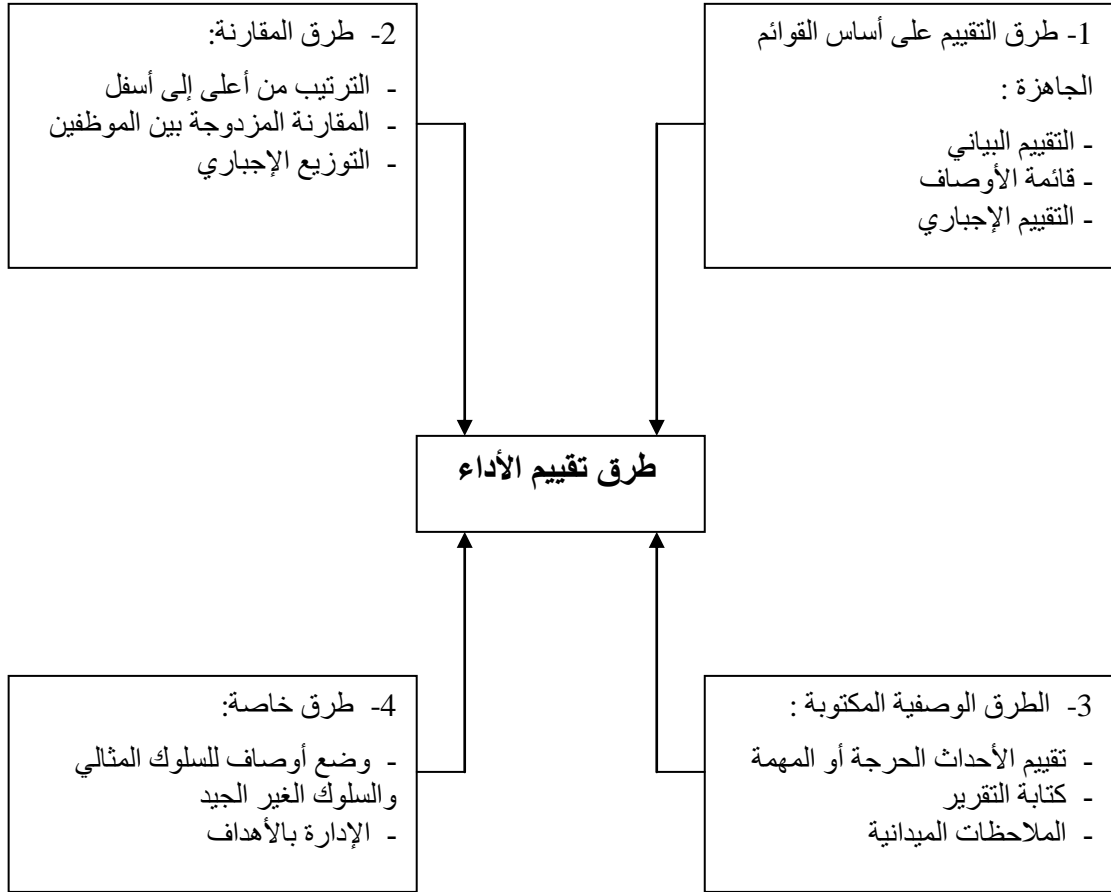 1- طرق التقييم على أساس القوائم
الجاهزة :
- التقييم البياني
- قائمة الأوصاف
- التقييم الإجباري
2- طرق المقارنة:
- الترتيب من أعلى إلى أسفل
- المقارنة المزدوجة بين الموظفين
- التوزيع الإجباري
طرق تقييم الأداء
3- الطرق الوصفية المكتوبة :
- تقييم الأحداث الحرجة أو المهمة
- كتابة التقرير
- الملاحظات الميدانية
4- طرق خاصة:
- وضع أوصاف للسلوك المثالي
والسلوك الغير الجيد
- الإدارة بالأهداف